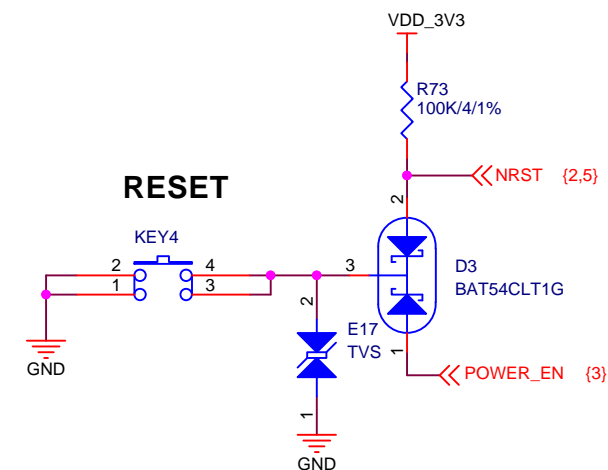 VDD_3V3
R73
100K/4/1%
RESET
NRST {2,5}
2
KEY4
2 4
1 3
3
D3
BAT54CLT1G
2
E17
TVS
1
1
GND
POWER_EN {3}
GND